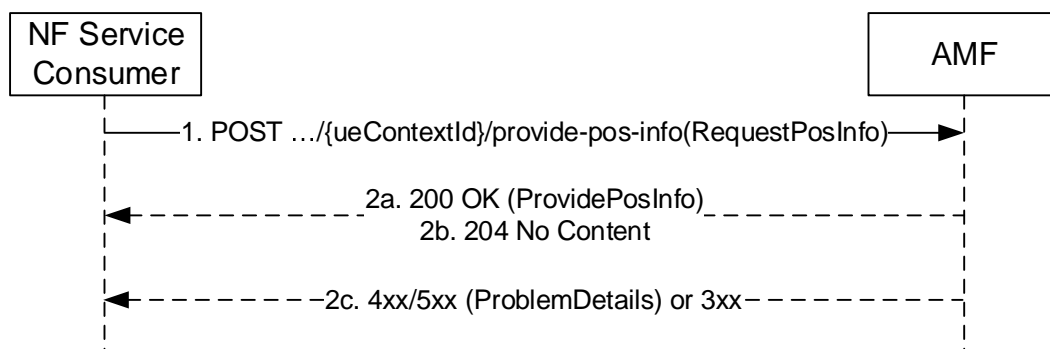 NF Service
Consumer
AMF
1. POST …/{ueContextId}/provide-pos-info(RequestPosInfo)
2a. 200 OK (ProvidePosInfo)
2b. 204 No Content
2c. 4xx/5xx (ProblemDetails) or 3xx